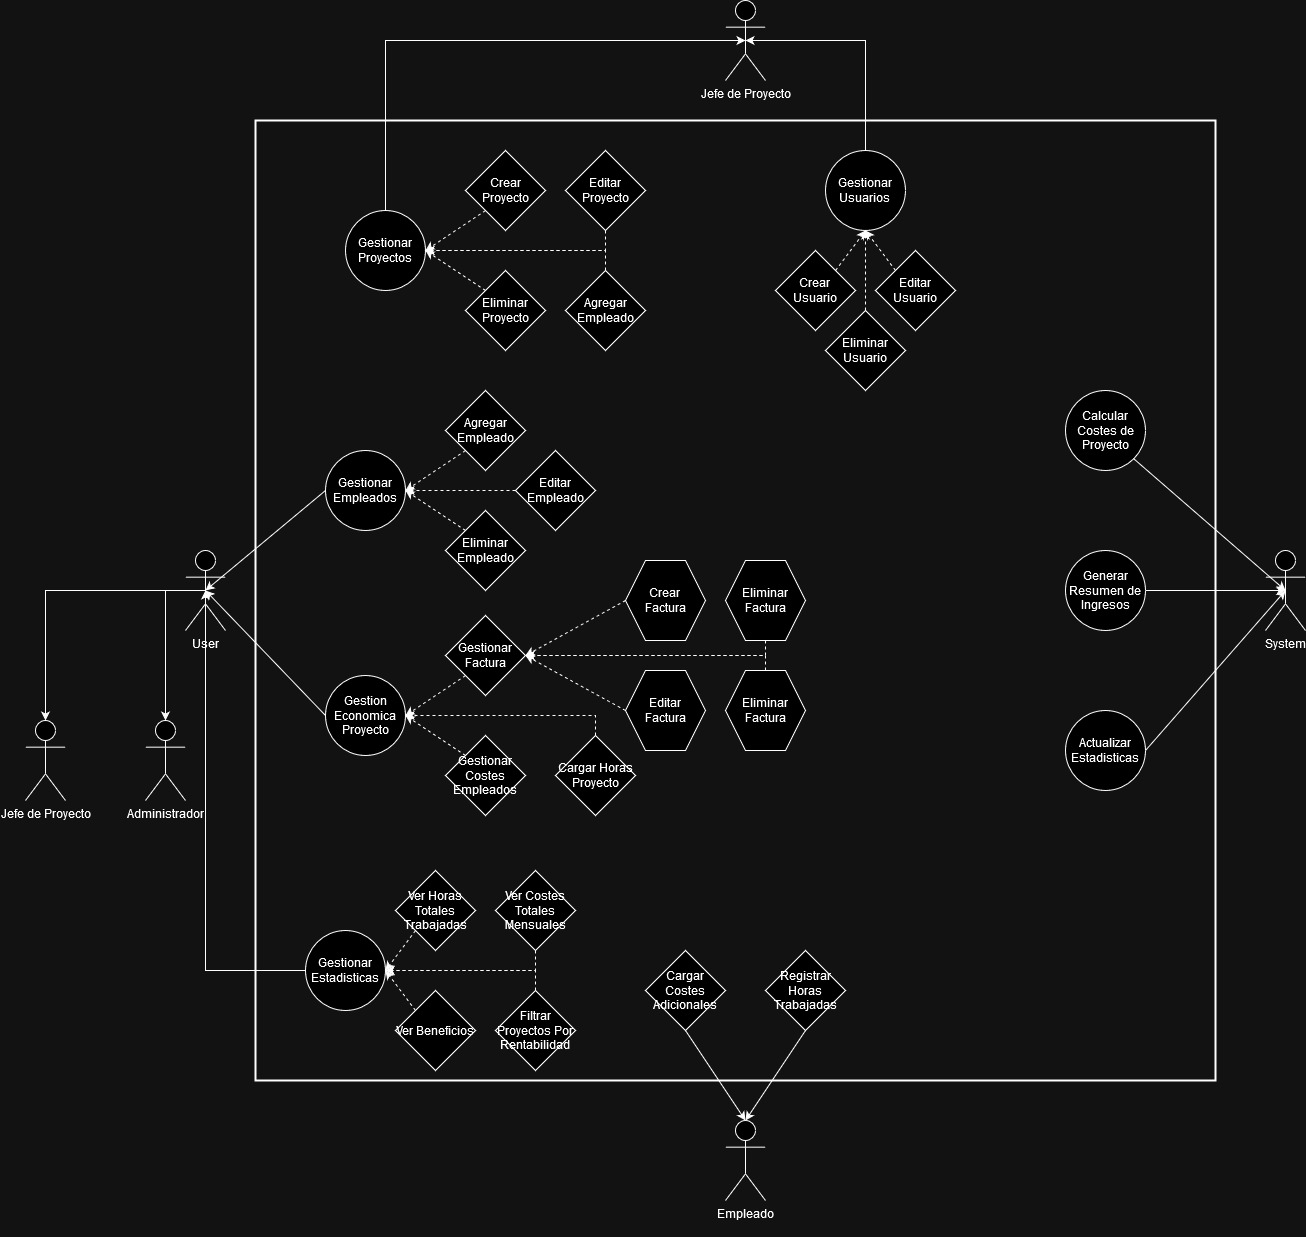 Jefe de Proyecto
Crear
Proyecto
Editar
Proyecto
Gestionar
Usuarios
Gestionar
Proyectos
Eliminar
Proyecto
Agregar
Empleado
Crear
Usuario
Editar
Usuario
Eliminar
Usuario
Agregar
Empleado
Calcular
Costes de
Proyecto
Gestionar
Empleados
Editar
Empleado
Eliminar
Empleado
Crear
Factura
Eliminar
Factura
Generar
Resumen de
Ingresos
User
System
Gestionar
Factura
Gestion
Economica
Proyecto
Editar
Factura
Eliminar
Factura
Actualizar
Estadisticas
Gestionar
Costes
Empleados
Cargar Horas
Proyecto
Jefe de Proyecto
Administrador
Ver Horas
Totales
Trabajadas
Ver Costes
Totales
Mensuales
Gestionar
Estadisticas
Cargar
Costes
Adicionales
Registrar
Horas
Trabajadas
Ver Beneficios
Filtrar
Proyectos Por
Rentabilidad
Empleado